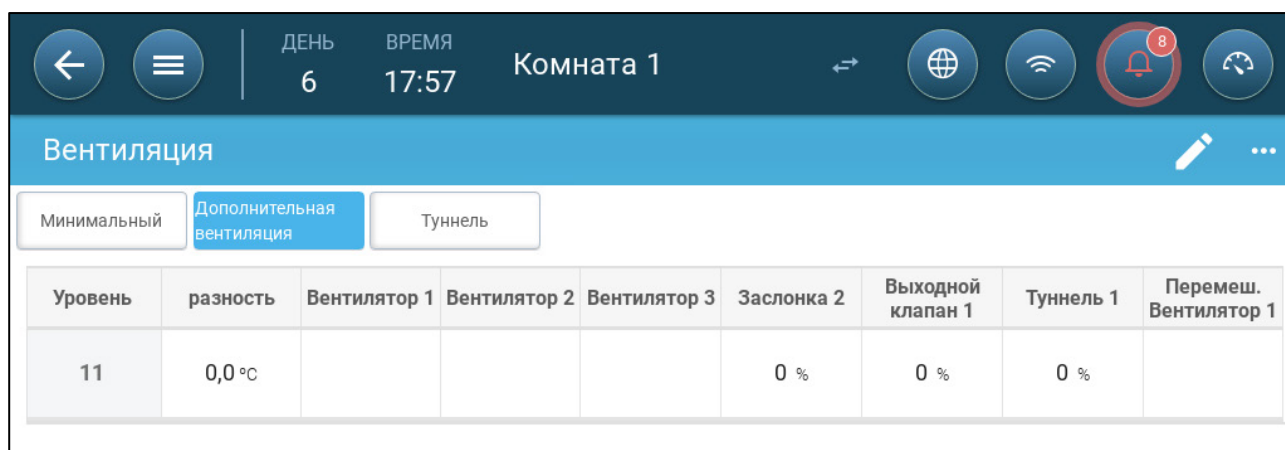 ДЕНЬ ВРЕМЯ
6 17:57 Комната 1 8
Вентиляция
Минимальный Дополнительная вентиляция Туннель
Уровень разность Вентилятор 1 Вентилятор 2 Вентилятор 3 Заслонка 2 Выходной клапан 1 Туннель 1 Перемеш. Вентилятор 1
11 0,0 °C 0 % 0 % 0 %